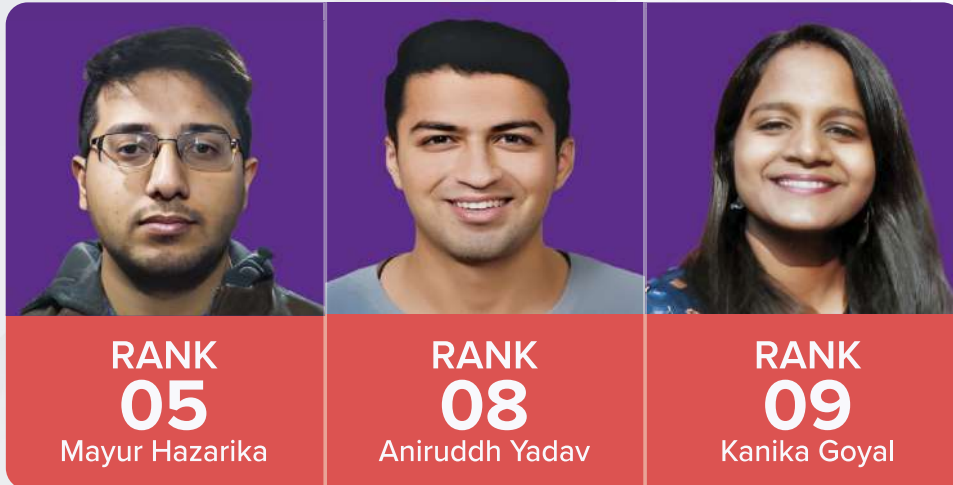 RANK
05
Mayur Hazarika
RANK
08
Aniruddh Yadav
RANK
09
Kanika Goyal